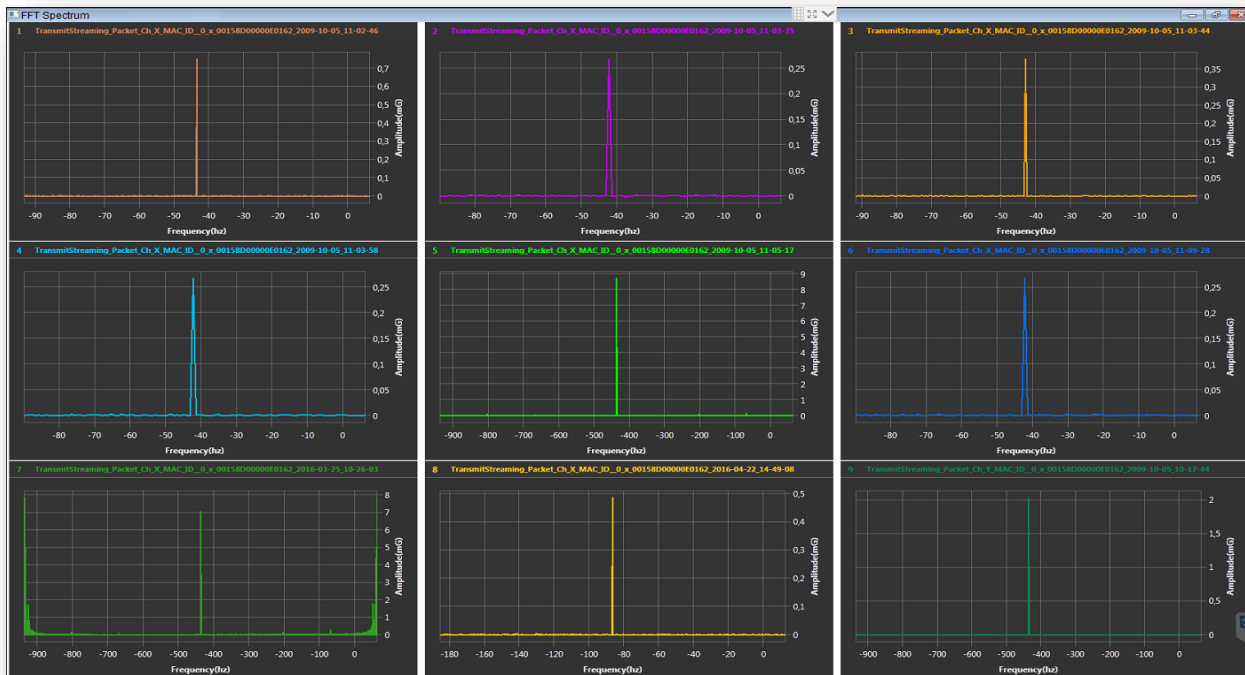 FFT Spectrum
1 TransmitStreaming_Packet_Ch_X_MAC_ID__0_x_00158D00000E0162_2009-10-05_11-02-46
0,7
0,6
0,5
0,4
0,3
0,2
0,1
0
Amplitude(mG)
-90 -80 -70 -60 -50 -40 -30 -20 -10 0
Frequency(hz)
2 TransmitStreaming_Packet_Ch_X_MAC_ID__0_x_00158D00000E0162_2009-10-05_11-03-35
0,25
0,2
0,15
0,1
0,05
0
Amplitude(mG)
-80 -70 -60 -50 -40 -30 -20 -10 0
Frequency(hz)
3 TransmitStreaming_Packet_Ch_X_MAC_ID__0_x_00158D00000E0162_2009-10-05_11-03-44
0,35
0,3
0,25
0,2
0,15
0,1
0,05
0
Amplitude(mG)
-90 -80 -70 -60 -50 -40 -30 -20 -10 0
Frequency(hz)
4 TransmitStreaming_Packet_Ch_X_MAC_ID__0_x_00158D00000E0162_2009-10-05_11-03-58
0,25
0,2
0,15
0,1
0,05
0
Amplitude(mG)
-80 -70 -60 -50 -40 -30 -20 -10 0
Frequency(hz)
5 TransmitStreaming_Packet_Ch_X_MAC_ID__0_x_00158D00000E0162_2009-10-05_11-05-17
9
8
7
6
5
4
3
2
1
0
Amplitude(mG)
-900 -800 -700 -600 -500 -400 -300 -200 -100 0
Frequency(hz)
6 TransmitStreaming_Packet_Ch_X_MAC_ID__0_x_00158D00000E0162_2009-10-05_11-09-28
0,25
0,2
0,15
0,1
0,05
0
Amplitude(mG)
-80 -70 -60 -50 -40 -30 -20 -10 0
Frequency(hz)
7 TransmitStreaming_Packet_Ch_X_MAC_ID__0_x_00158D00000E0162_2016-03-25_10-26-03
8
7
6
5
4
3
2
1
0
Amplitude(mG)
-900 -800 -700 -600 -500 -400 -300 -200 -100 0
Frequency(hz)
8 TransmitStreaming_Packet_Ch_X_MAC_ID__0_x_00158D00000E0162_2016-04-22_14-49-08
0,5
0,4
0,3
0,2
0,1
0
Amplitude(mG)
-180 -160 -140 -120 -100 -80 -60 -40 -20 0
Frequency(hz)
9 TransmitStreaming_Packet_Ch_Y_MAC_ID__0_x_00158D00000E0162_2009-10-05_10-17-44
2
1,5
1
0,5
0
Amplitude(mG)
-900 -800 -700 -600 -500 -400 -300 -200 -100 0
Frequency(hz)